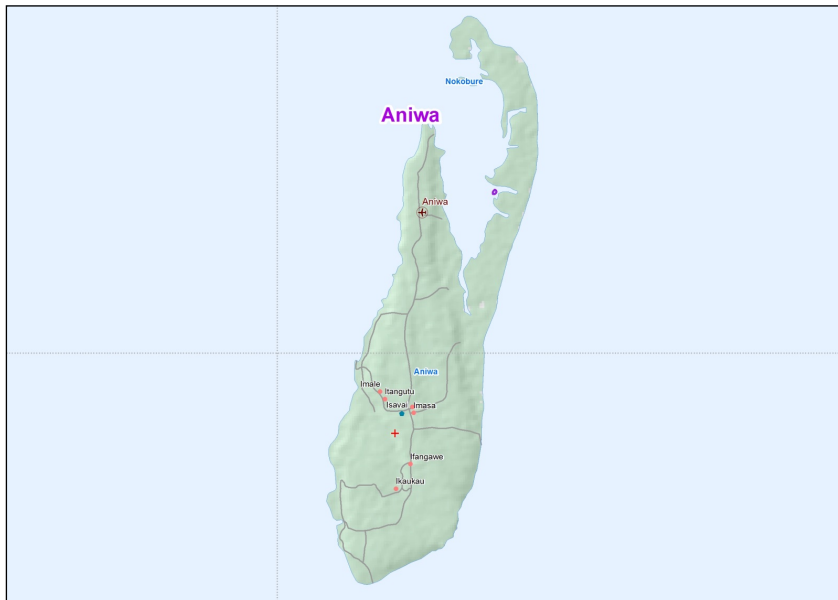 Nokobure
Aniwa
Aniwa
Aniwa
Imale
Itangutu
Isavai
Imasa
Ifangawe
Ikaukau